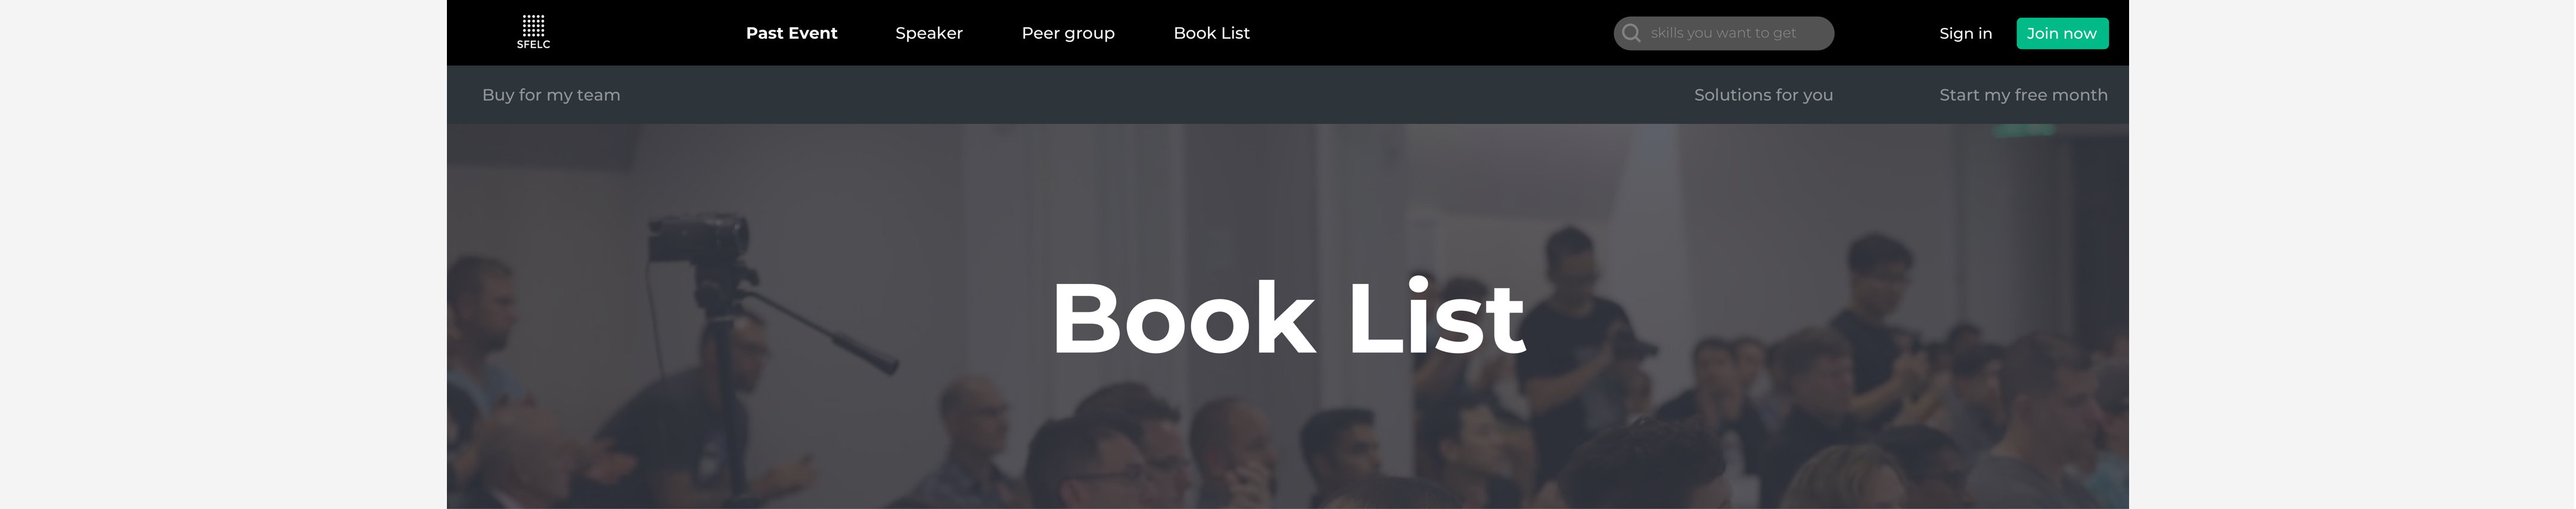 SFELC
Past Event
Speaker
Peer group
Book List
skills you want to get
Sign in
Join now
Buy for my team
Solutions for you
Start my free month
Book List